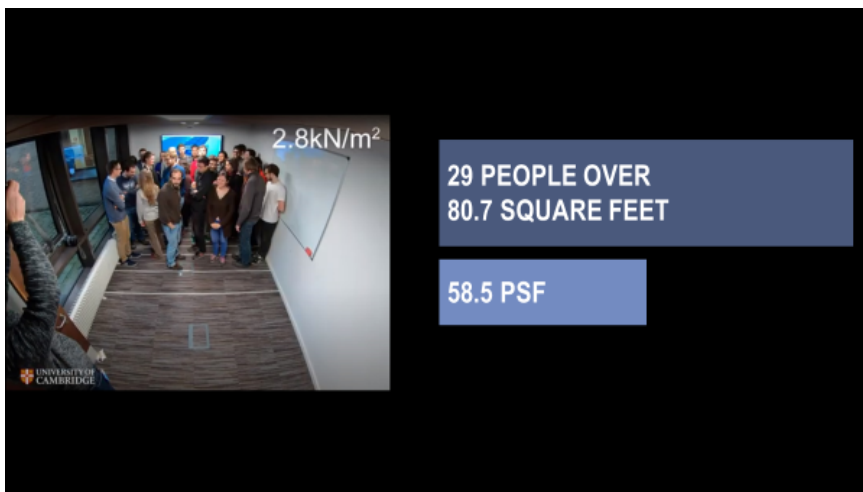 2.8kN/m²
29 PEOPLE OVER
80.7 SQUARE FEET
58.5 PSF
UNIVERSITY OF
CAMBRIDGE